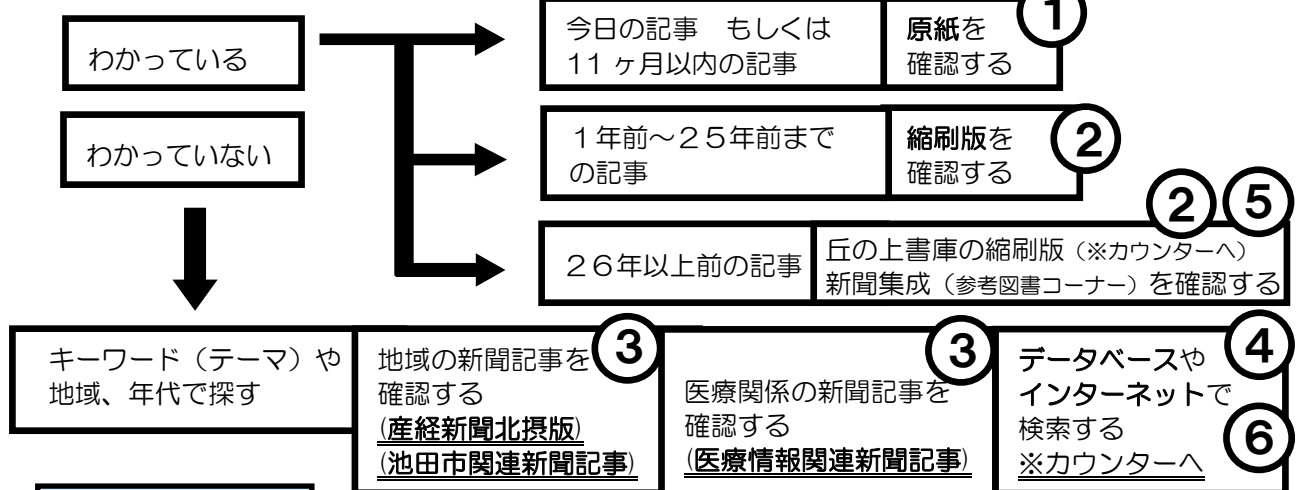 わかっている
今日の記事　もしくは
11ヶ月以内の記事
原紙を
確認する
①
わかっていない
１年前～２５年前まで
の記事
縮刷版を
確認する
②
２６年以上前の記事
丘の上書庫の縮刷版（※カウンターへ）
新聞集成（参考図書コーナー）を確認する
②
⑤
キーワード（テーマ）や
地域、年代で探す
地域の新聞記事を
確認する
(産経新聞北摂版)
(池田市関連新聞記事)
③
医療関係の新聞記事を
確認する
(医療情報関連新聞記事)
③
データベースや
インターネットで
検索する
※カウンターへ
④
⑥